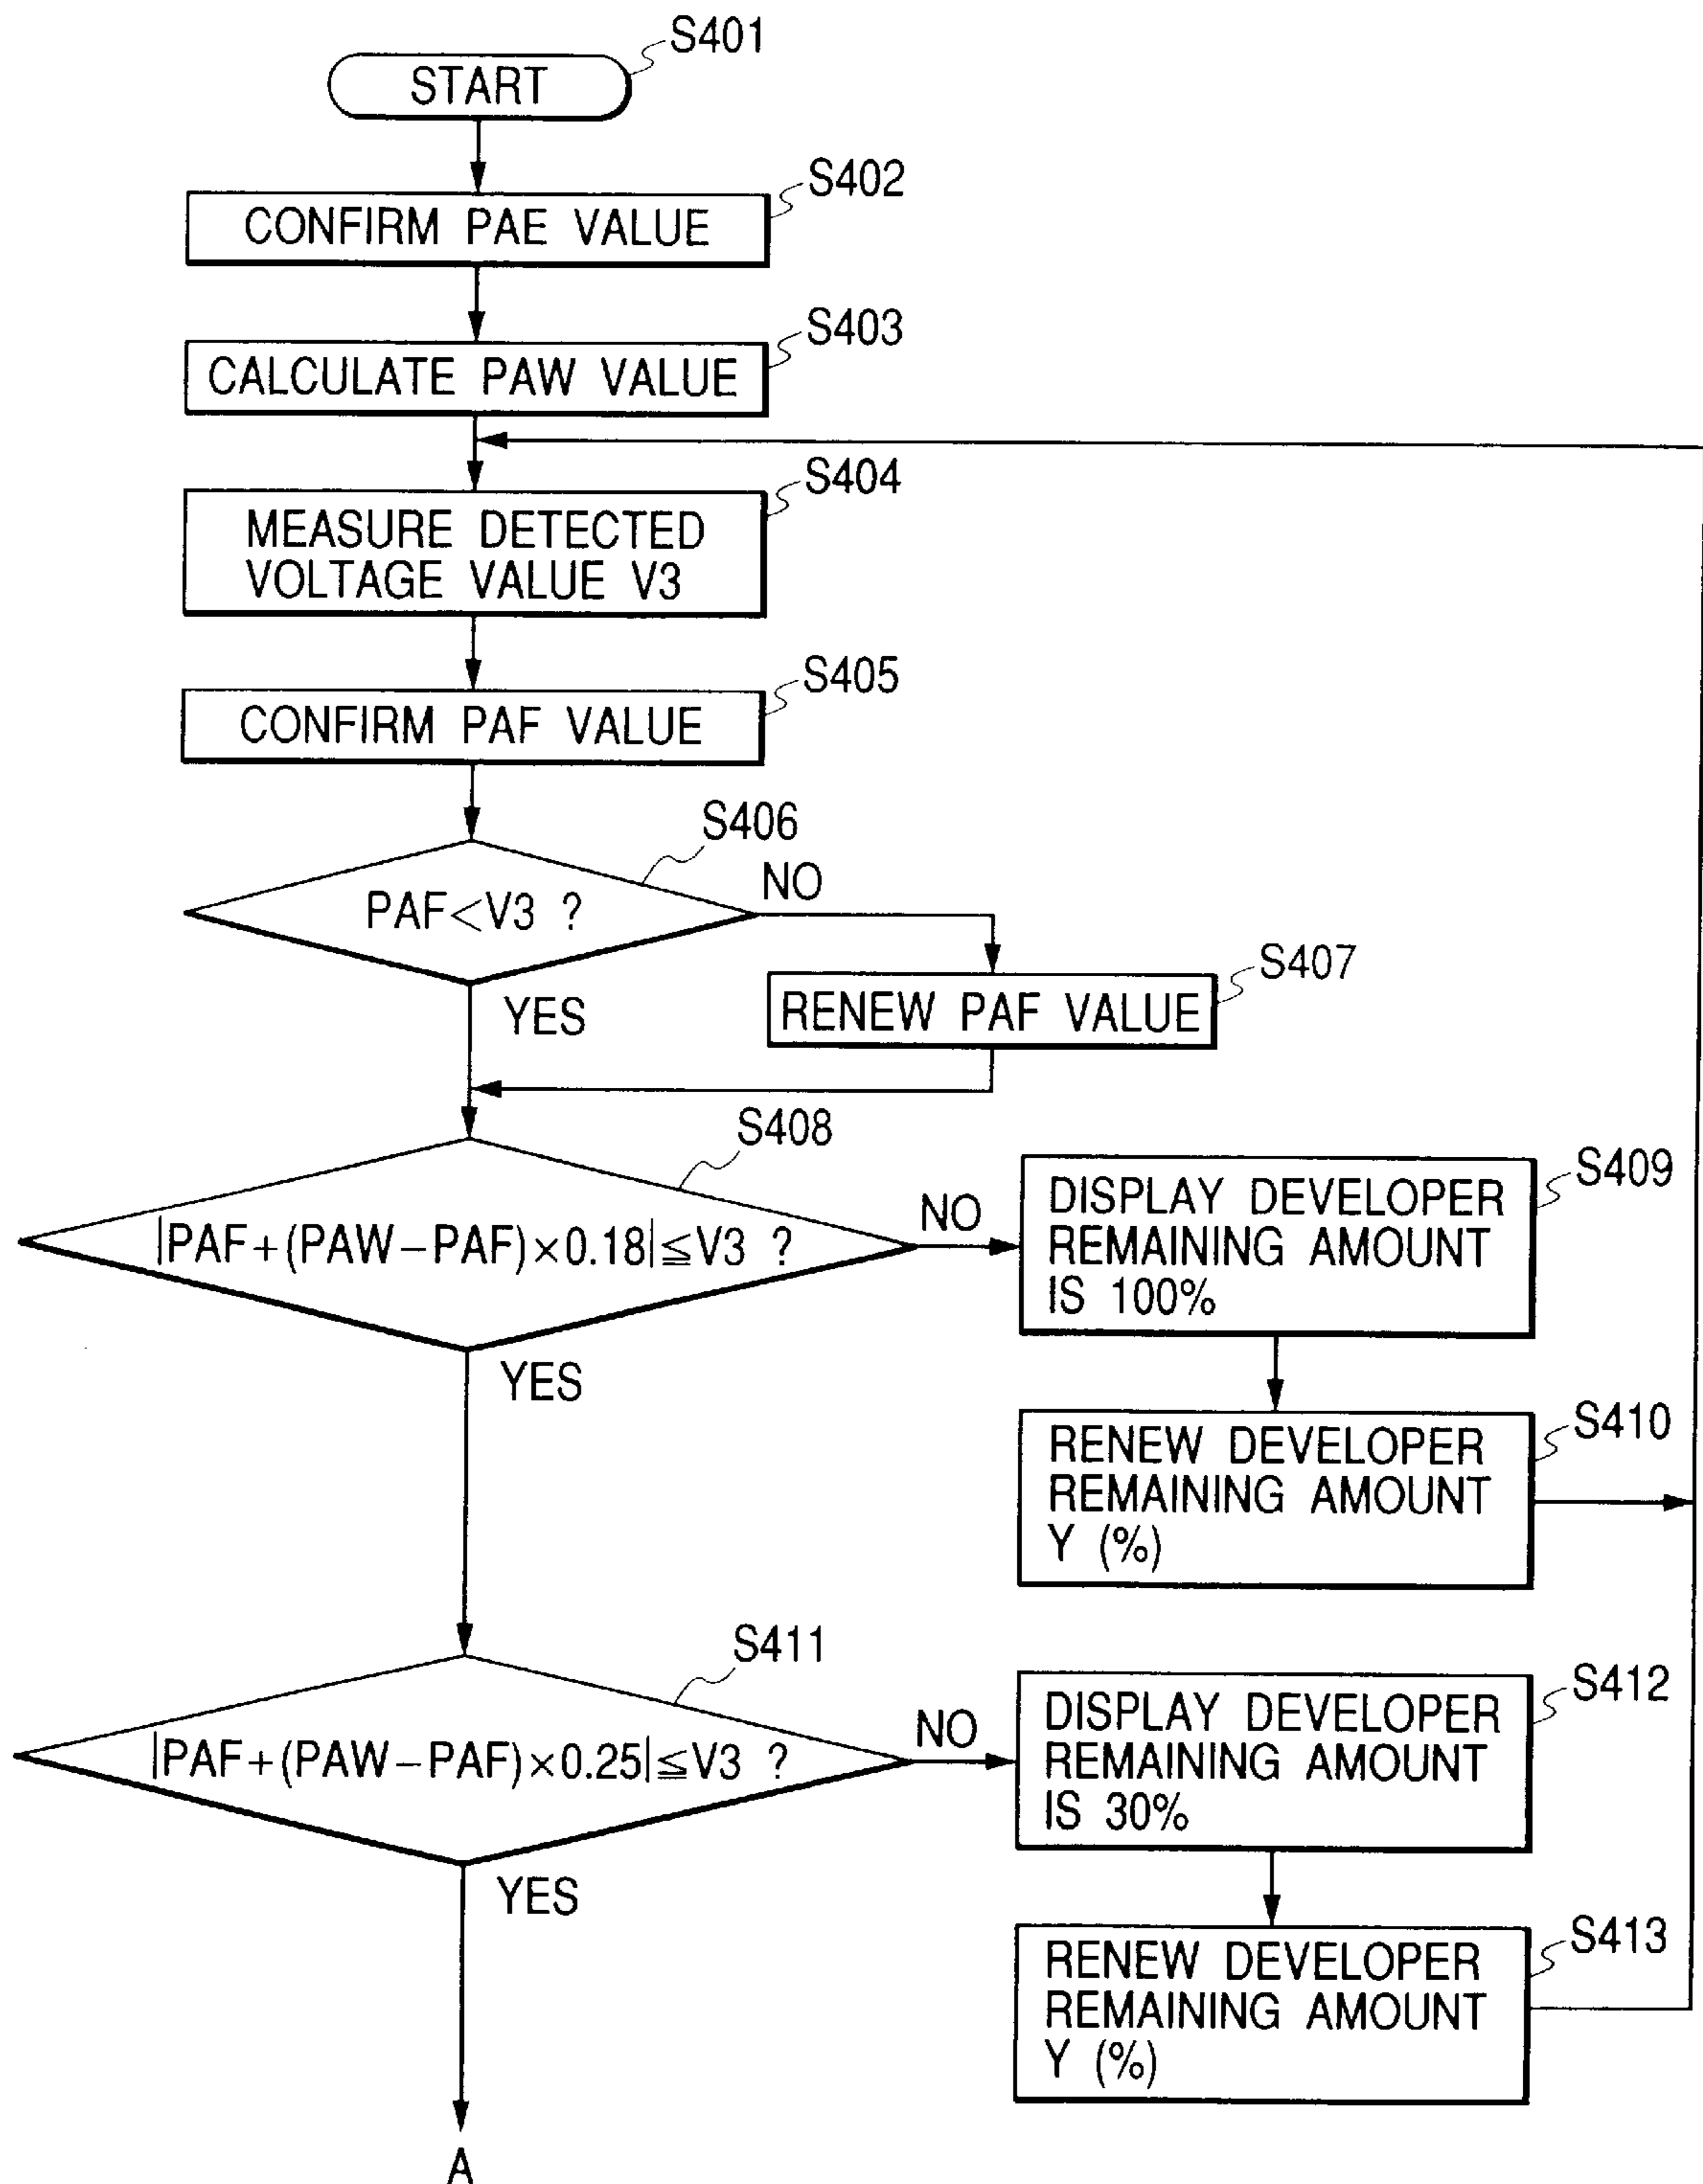 S401
START
S402
CONFIRM PAE VALUE
S403
CALCULATE PAW VALUE
S404
MEASURE DETECTED
VOLTAGE VALUE V3
S405
CONFIRM PAF VALUE
S406
PAF<V3 ?
NO
YES
S407
RENEW PAF VALUE
S408
|PAF+(PAW−PAF)×0.18|≦V3 ?
NO
YES
S409
DISPLAY DEVELOPER
REMAINING AMOUNT
IS 100%
S410
RENEW DEVELOPER
REMAINING AMOUNT
Y (%)
S411
|PAF+(PAW−PAF)×0.25|≦V3 ?
NO
YES
S412
DISPLAY DEVELOPER
REMAINING AMOUNT
IS 30%
S413
RENEW DEVELOPER
REMAINING AMOUNT
Y (%)
A